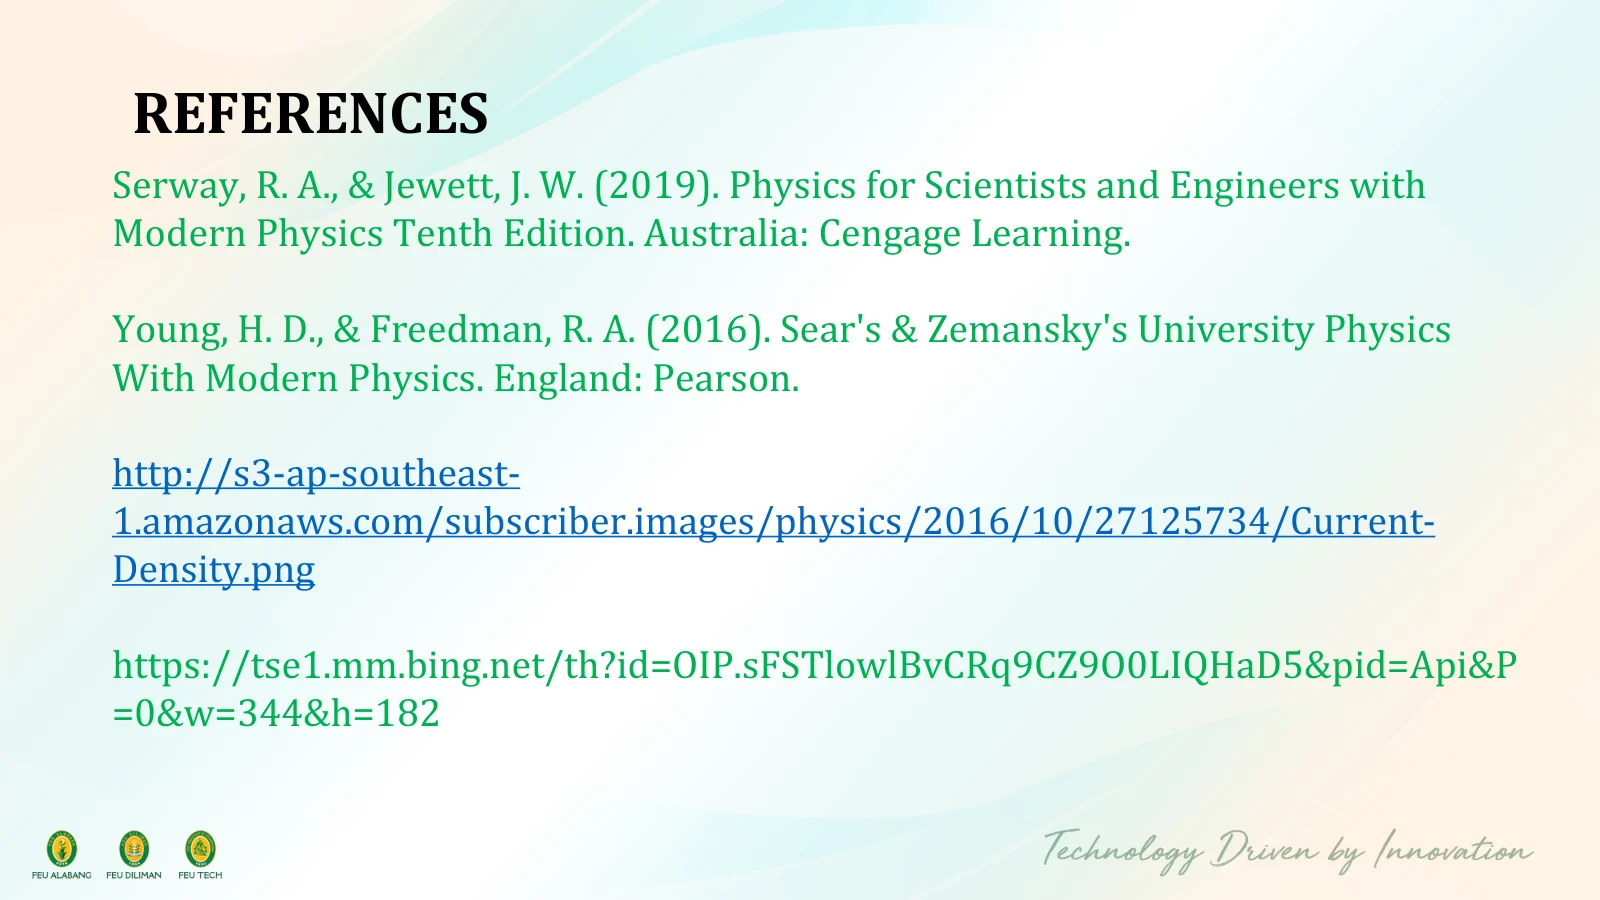 REFERENCES
Serway, R. A., & Jewett, J. W. (2019). Physics for Scientists and Engineers with
Modern Physics Tenth Edition. Australia: Cengage Learning.
Young, H. D., & Freedman, R. A. (2016). Sear's & Zemansky's University Physics
With Modern Physics. England: Pearson.
http://s3-ap-southeast-
1.amazonaws.com/subscriber.images/physics/2016/10/27125734/Current-
Density.png
https://tse1.mm.bing.net/th?id=OIP.sFSTlowlBvCRq9CZ9O0LIQHaD5&pid=Api&P
=0&w=344&h=182
FEU ALABANG FEU DILIMAN FEU TECH
Technology Driven by Innovation